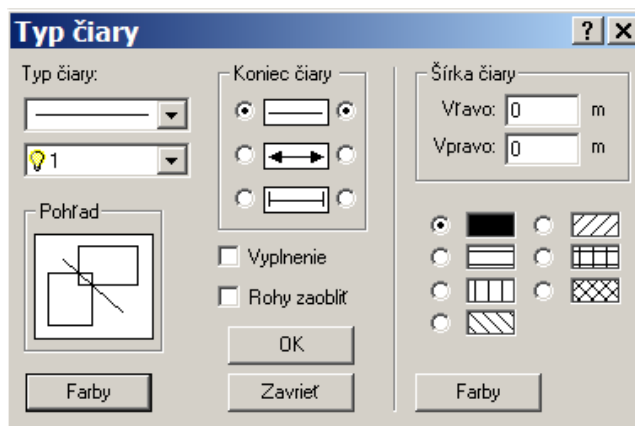 Typ čiary
Typ čiary:
1
Pohľad
Farby
Koniec čiary
Vyplnenie
Rohy zaobliť
OK
Zavrieť
Šírka čiary
Vľavo: 0 m
Vpravo: 0 m
Farby